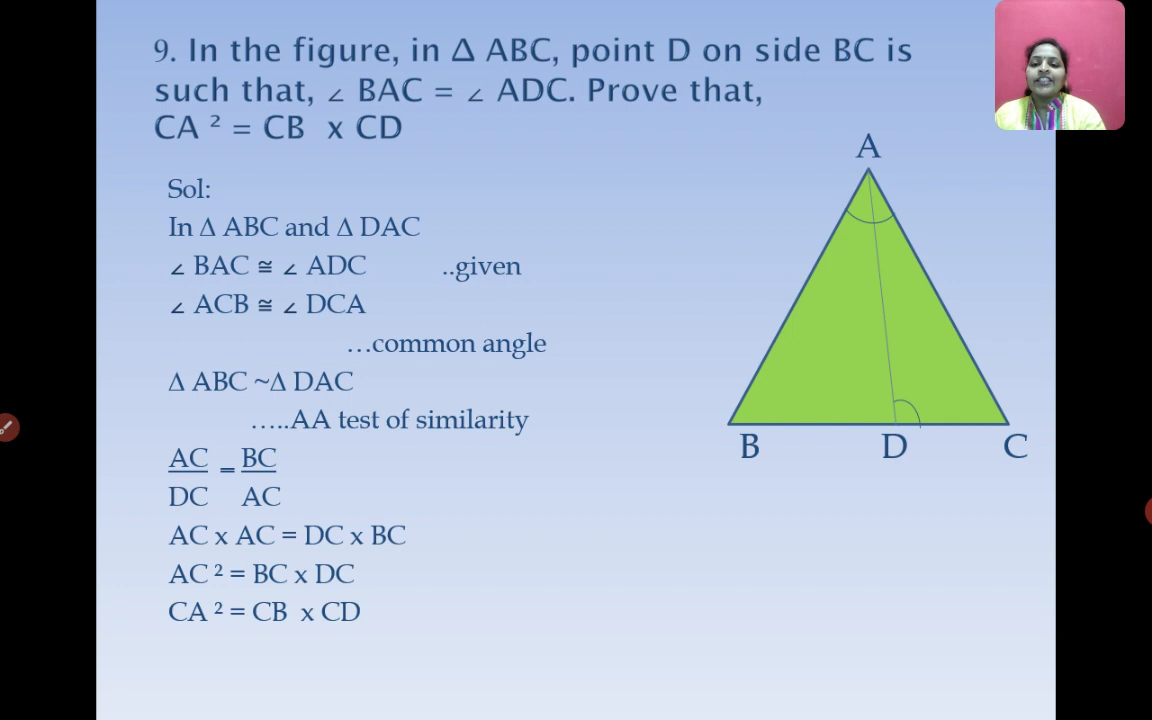 9. In the figure, in Δ ABC, point D on side BC is
such that, ∠ BAC = ∠ ADC. Prove that,
CA ² = CB x CD
Sol:
In Δ ABC and Δ DAC
∠ BAC ≅ ∠ ADC ..given
∠ ACB ≅ ∠ DCA
...common angle
Δ ABC ~Δ DAC
.....AA test of similarity
AC = BC
DC AC
AC x AC = DC x BC
AC ² = BC x DC
CA ² = CB x CD
A
B D C